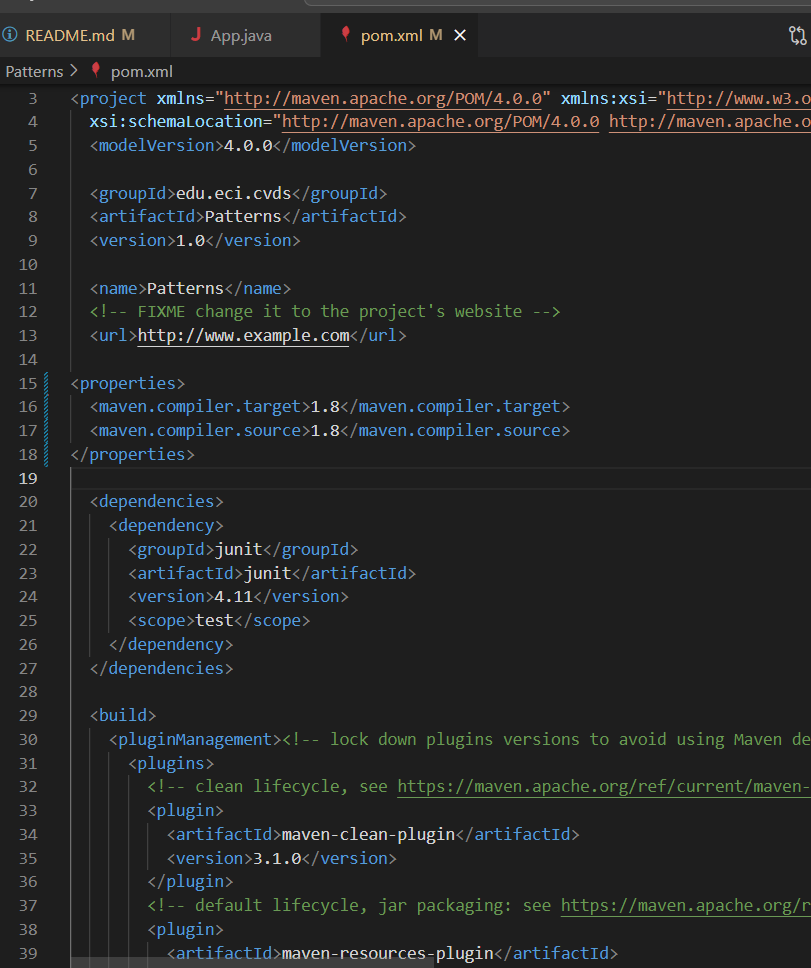 README.md M
App.java
pom.xml M
Patterns > pom.xml
3 <project xmlns="http://maven.apache.org/POM/4.0.0" xmlns:xsi="http://www.w3.o
4 xsi:schemaLocation="http://maven.apache.org/POM/4.0.0 http://maven.apache.o
5 <modelVersion>4.0.0</modelVersion>
6
7 <groupId>edu.eci.cvds</groupId>
8 <artifactId>Patterns</artifactId>
9 <version>1.0</version>
10
11 <name>Patterns</name>
12 <!-- FIXME change it to the project's website -->
13 <url>http://www.example.com</url>
14
15 <properties>
16 <maven.compiler.target>1.8</maven.compiler.target>
17 <maven.compiler.source>1.8</maven.compiler.source>
18 </properties>
19
20 <dependencies>
21 <dependency>
22 <groupId>junit</groupId>
23 <artifactId>junit</artifactId>
24 <version>4.11</version>
25 <scope>test</scope>
26 </dependency>
27 </dependencies>
28
29 <build>
30 <pluginManagement><!-- lock down plugins versions to avoid using Maven de
31 <plugins>
32 <!-- clean lifecycle, see https://maven.apache.org/ref/current/maven-
33 <plugin>
34 <artifactId>maven-clean-plugin</artifactId>
35 <version>3.1.0</version>
36 </plugin>
37 <!-- default lifecycle, jar packaging: see https://maven.apache.org/r
38 <plugin>
39 <artifactId>maven-resources-plugin</artifactId>